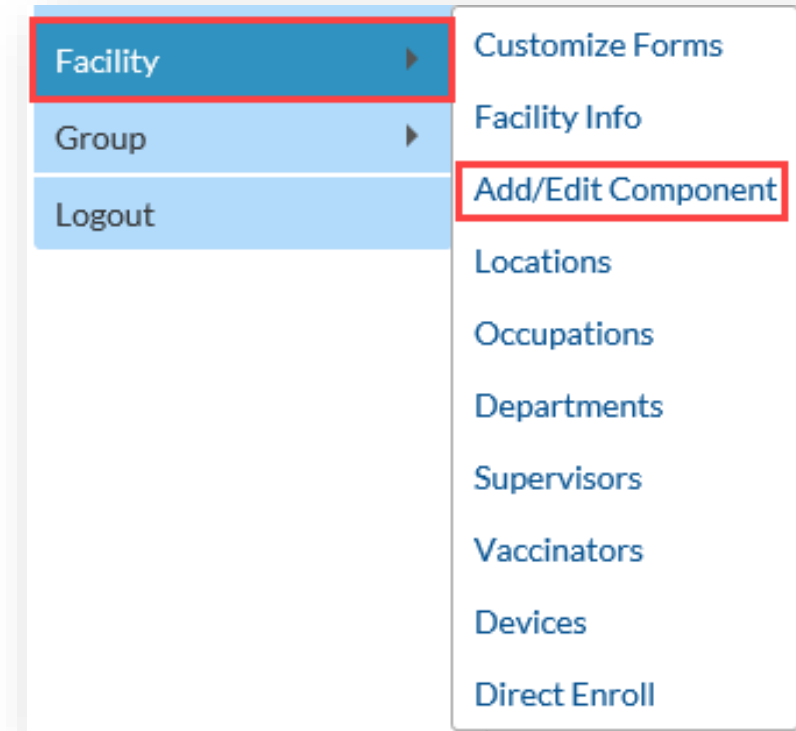 Facility
Group
Logout
Customize Forms
Facility Info
Add/Edit Component
Locations
Occupations
Departments
Supervisors
Vaccinators
Devices
Direct Enroll